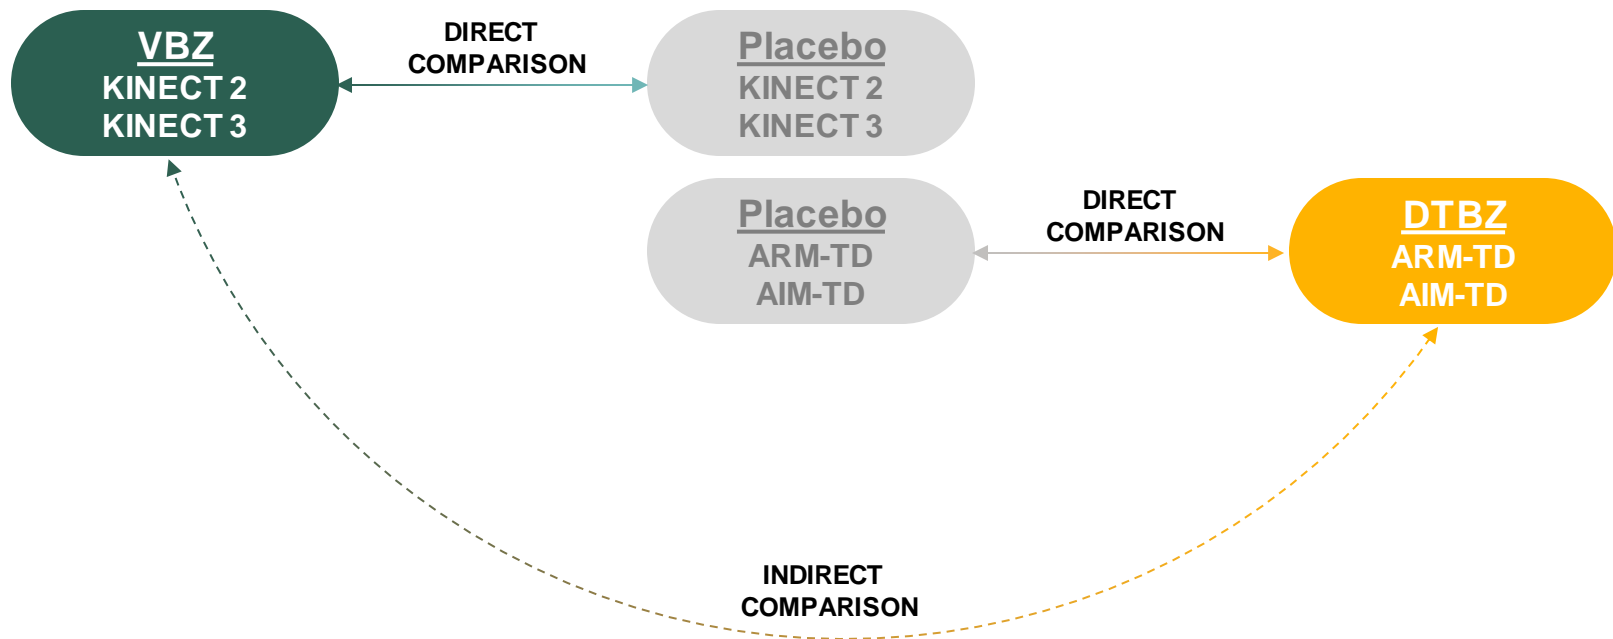 VBZ
KINECT 2
KINECT 3
DIRECT
COMPARISON
Placebo
KINECT 2
KINECT 3
Placebo
ARM-TD
AIM-TD
DIRECT
COMPARISON
DTBZ
ARM-TD
AIM-TD
INDIRECT
COMPARISON